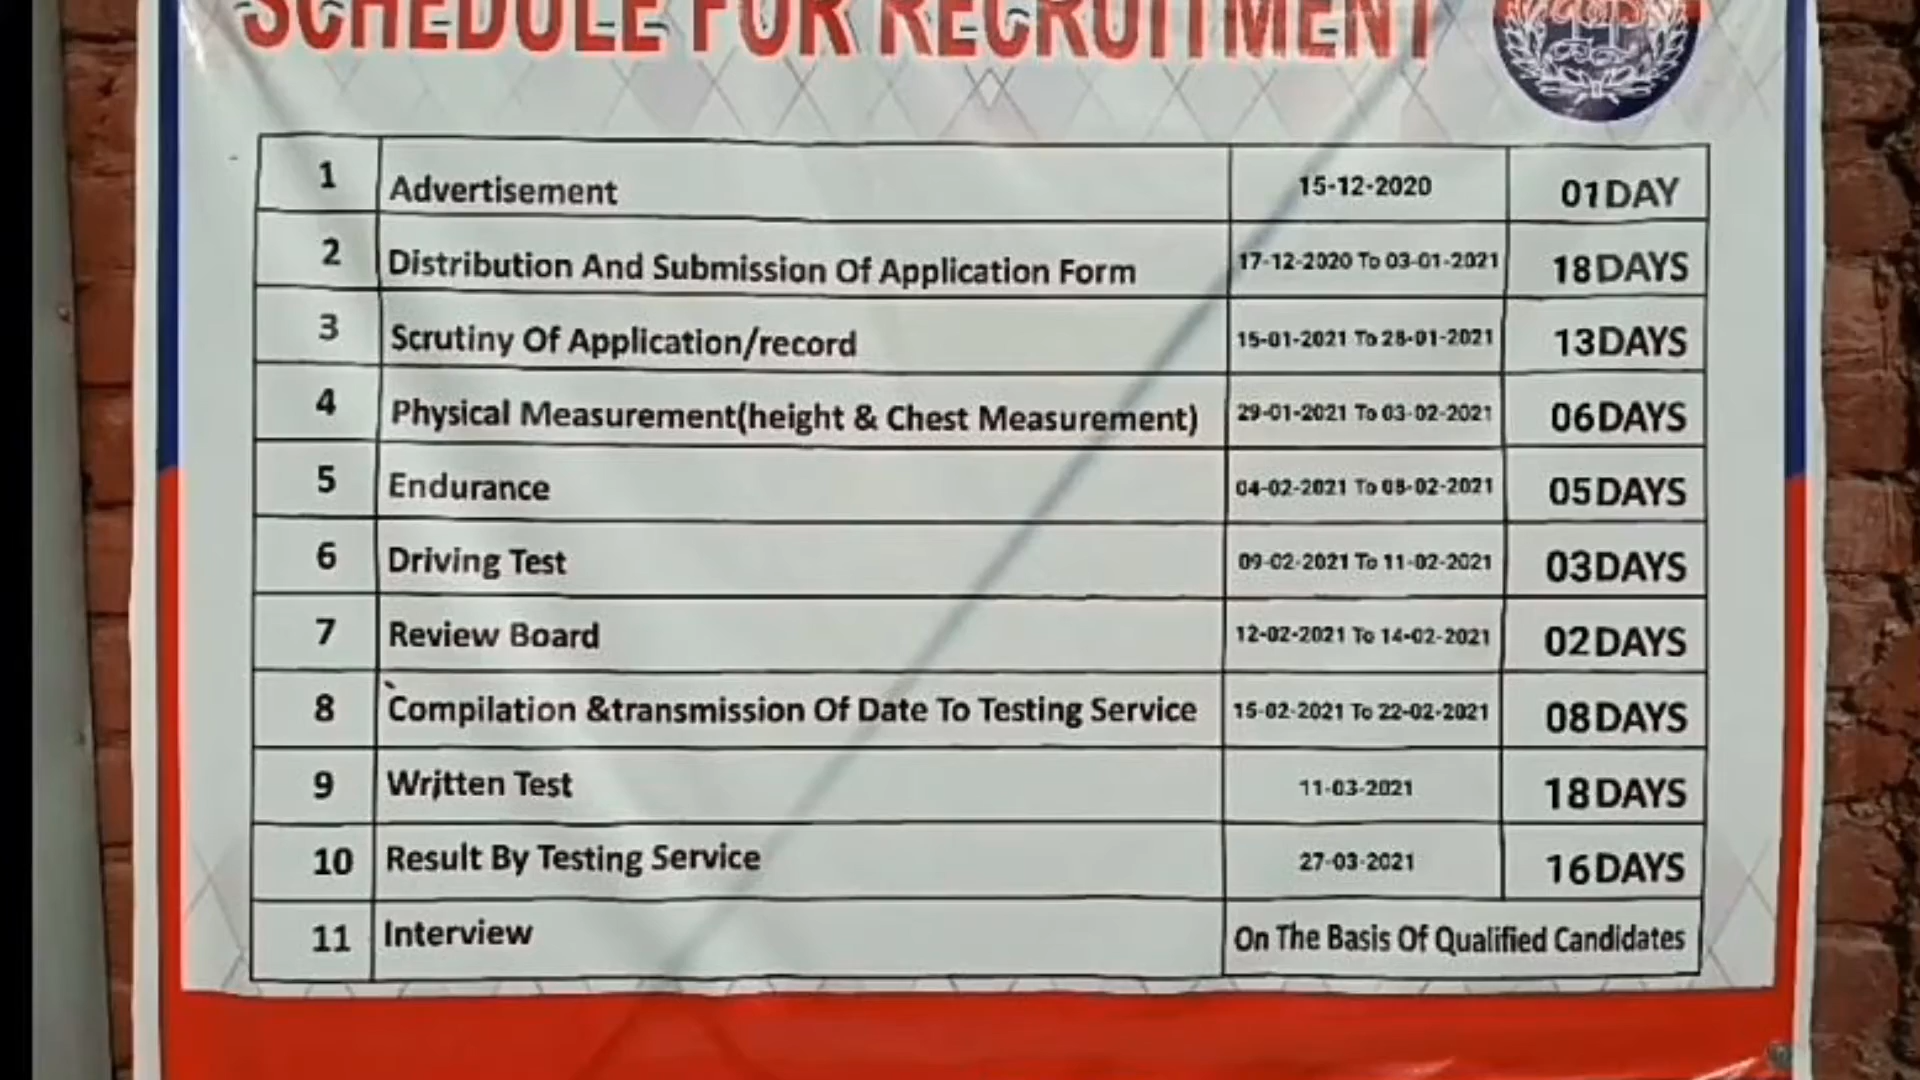 SCHEDULE FOR RECRUITMENT
1 Advertisement 15-12-2020 01DAY
2 Distribution And Submission Of Application Form 17-12-2020 To 03-01-2021 18DAYS
3 Scrutiny Of Application/record 15-01-2021 To 28-01-2021 13DAYS
4 Physical Measurement(height & Chest Measurement) 29-01-2021 To 03-02-2021 06DAYS
5 Endurance 04-02-2021 To 08-02-2021 05DAYS
6 Driving Test 09-02-2021 To 11-02-2021 03DAYS
7 Review Board 12-02-2021 To 14-02-2021 02DAYS
8 Compilation &transmission Of Date To Testing Service 15-02-2021 To 22-02-2021 08DAYS
9 Written Test 11-03-2021 18DAYS
10 Result By Testing Service 27-03-2021 16DAYS
11 Interview On The Basis Of Qualified Candidates